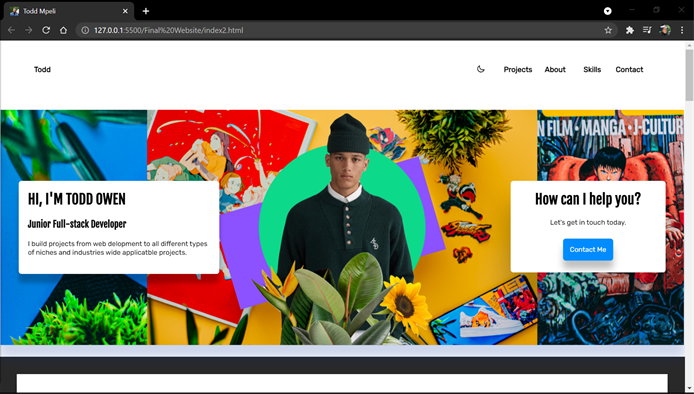 Todd Mpeli
127.0.0.1:5500/Final%20Website/index2.html
Todd
Projects About Skills Contact
N FILM • MANGA • J-CULTUR
HI, I'M TODD OWEN
Junior Full-stack Developer
I build projects from web delopment to all different types
of niches and industries wide applicatble projects.
How can I help you?
Let's get in touch today.
Contact Me